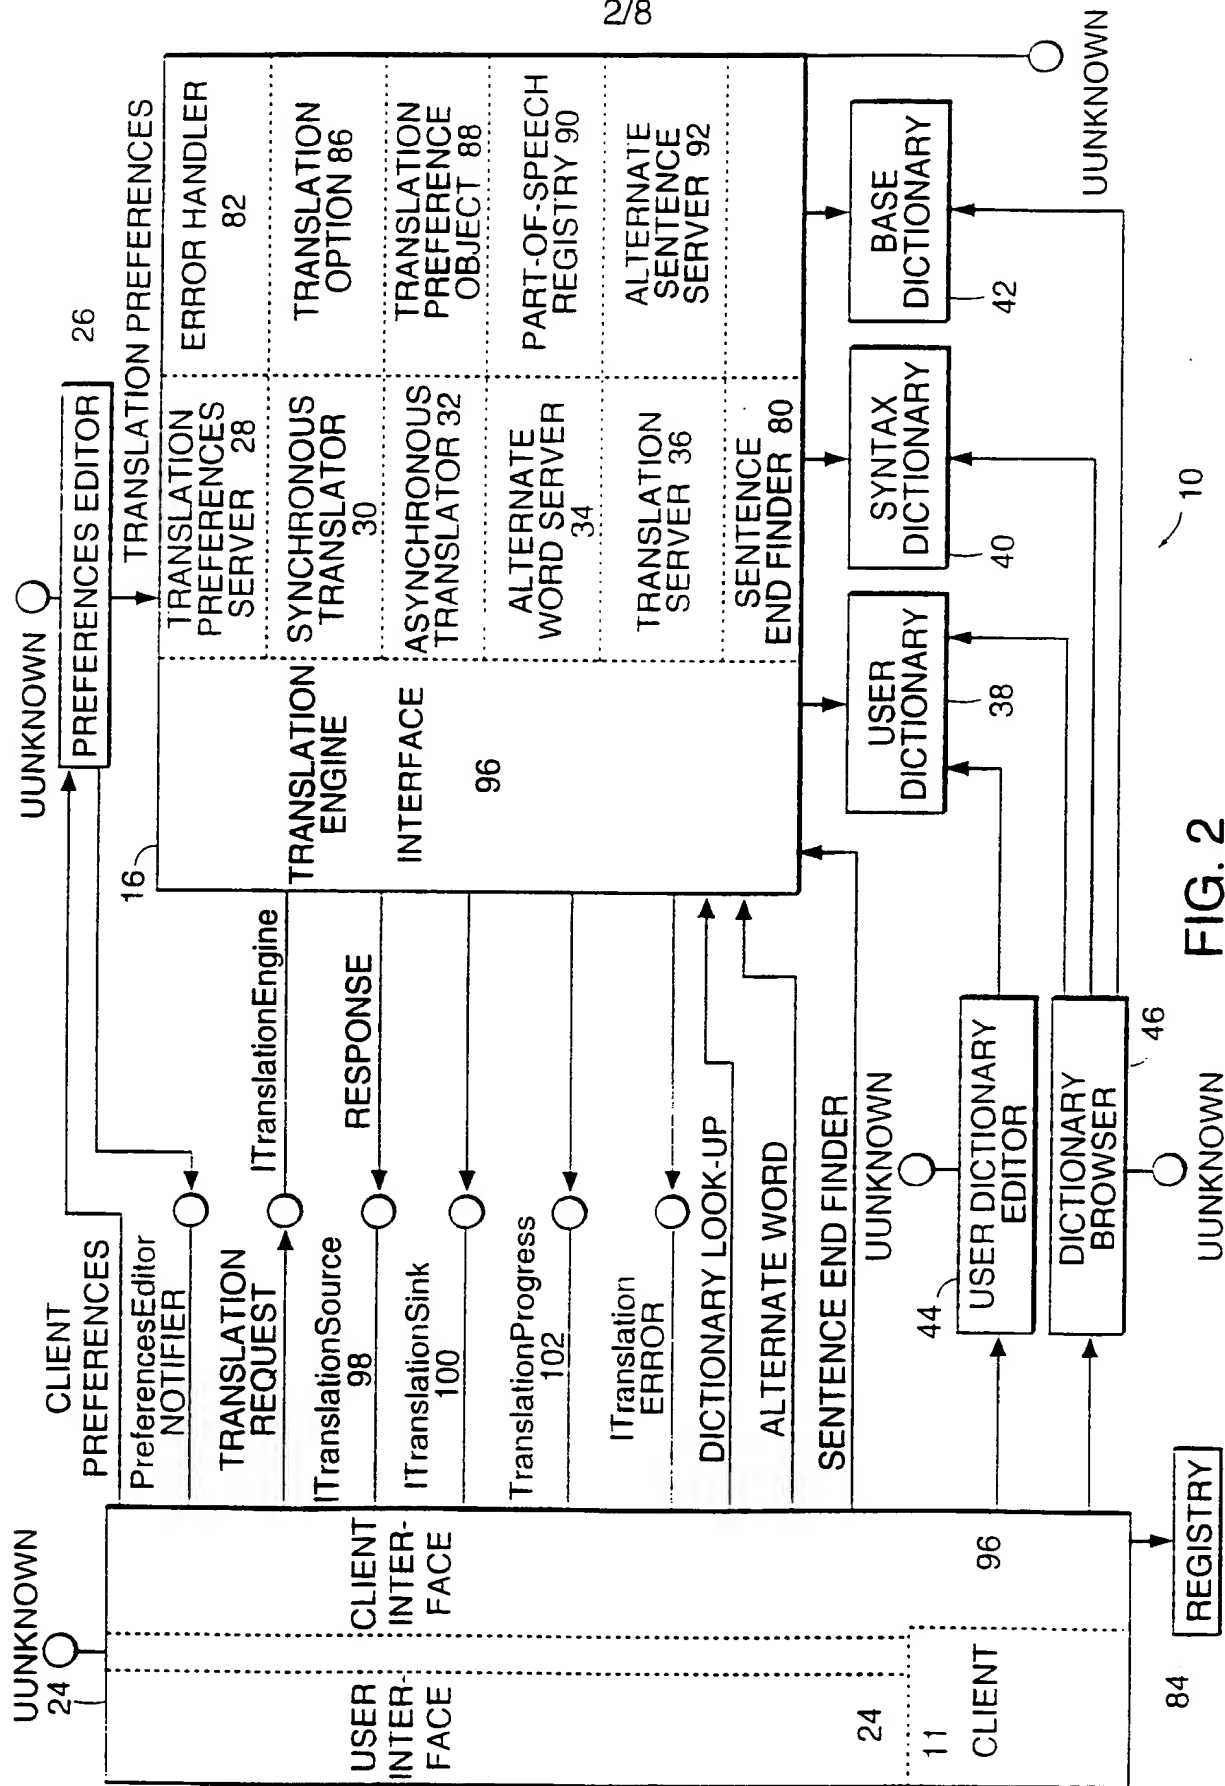 2/8
UUNKNOWN
24
USER
INTER-
FACE
24
CLIENT
INTER-
FACE
96
11
CLIENT
84
REGISTRY
CLIENT
PREFERENCES
PreferencesEditor
NOTIFIER
TRANSLATION
REQUEST
ITranslationEngine
ITranslationSource
98
RESPONSE
ITranslationSink
100
TranslationProgress
102
ITranslation
ERROR
DICTIONARY LOOK-UP
ALTERNATE WORD
SENTENCE END FINDER
UUNKNOWN
44
USER DICTIONARY
EDITOR
DICTIONARY
BROWSER
46
UUNKNOWN
UUNKNOWN
PREFERENCES EDITOR
26
TRANSLATION PREFERENCES
16
TRANSLATION
ENGINE
INTERFACE
96
TRANSLATION
PREFERENCES
SERVER 28
SYNCHRONOUS
TRANSLATOR
30
ASYNCHRONOUS
TRANSLATOR 32
ALTERNATE
WORD SERVER
34
TRANSLATION
SERVER 36
SENTENCE
END FINDER 80
ERROR HANDLER
82
TRANSLATION
OPTION 86
TRANSLATION
PREFERENCE
OBJECT 88
PART-OF-SPEECH
REGISTRY 90
ALTERNATE
SENTENCE
SERVER 92
USER
DICTIONARY
38
SYNTAX
DICTIONARY
40
BASE
DICTIONARY
42
UUNKNOWN
10
FIG. 2